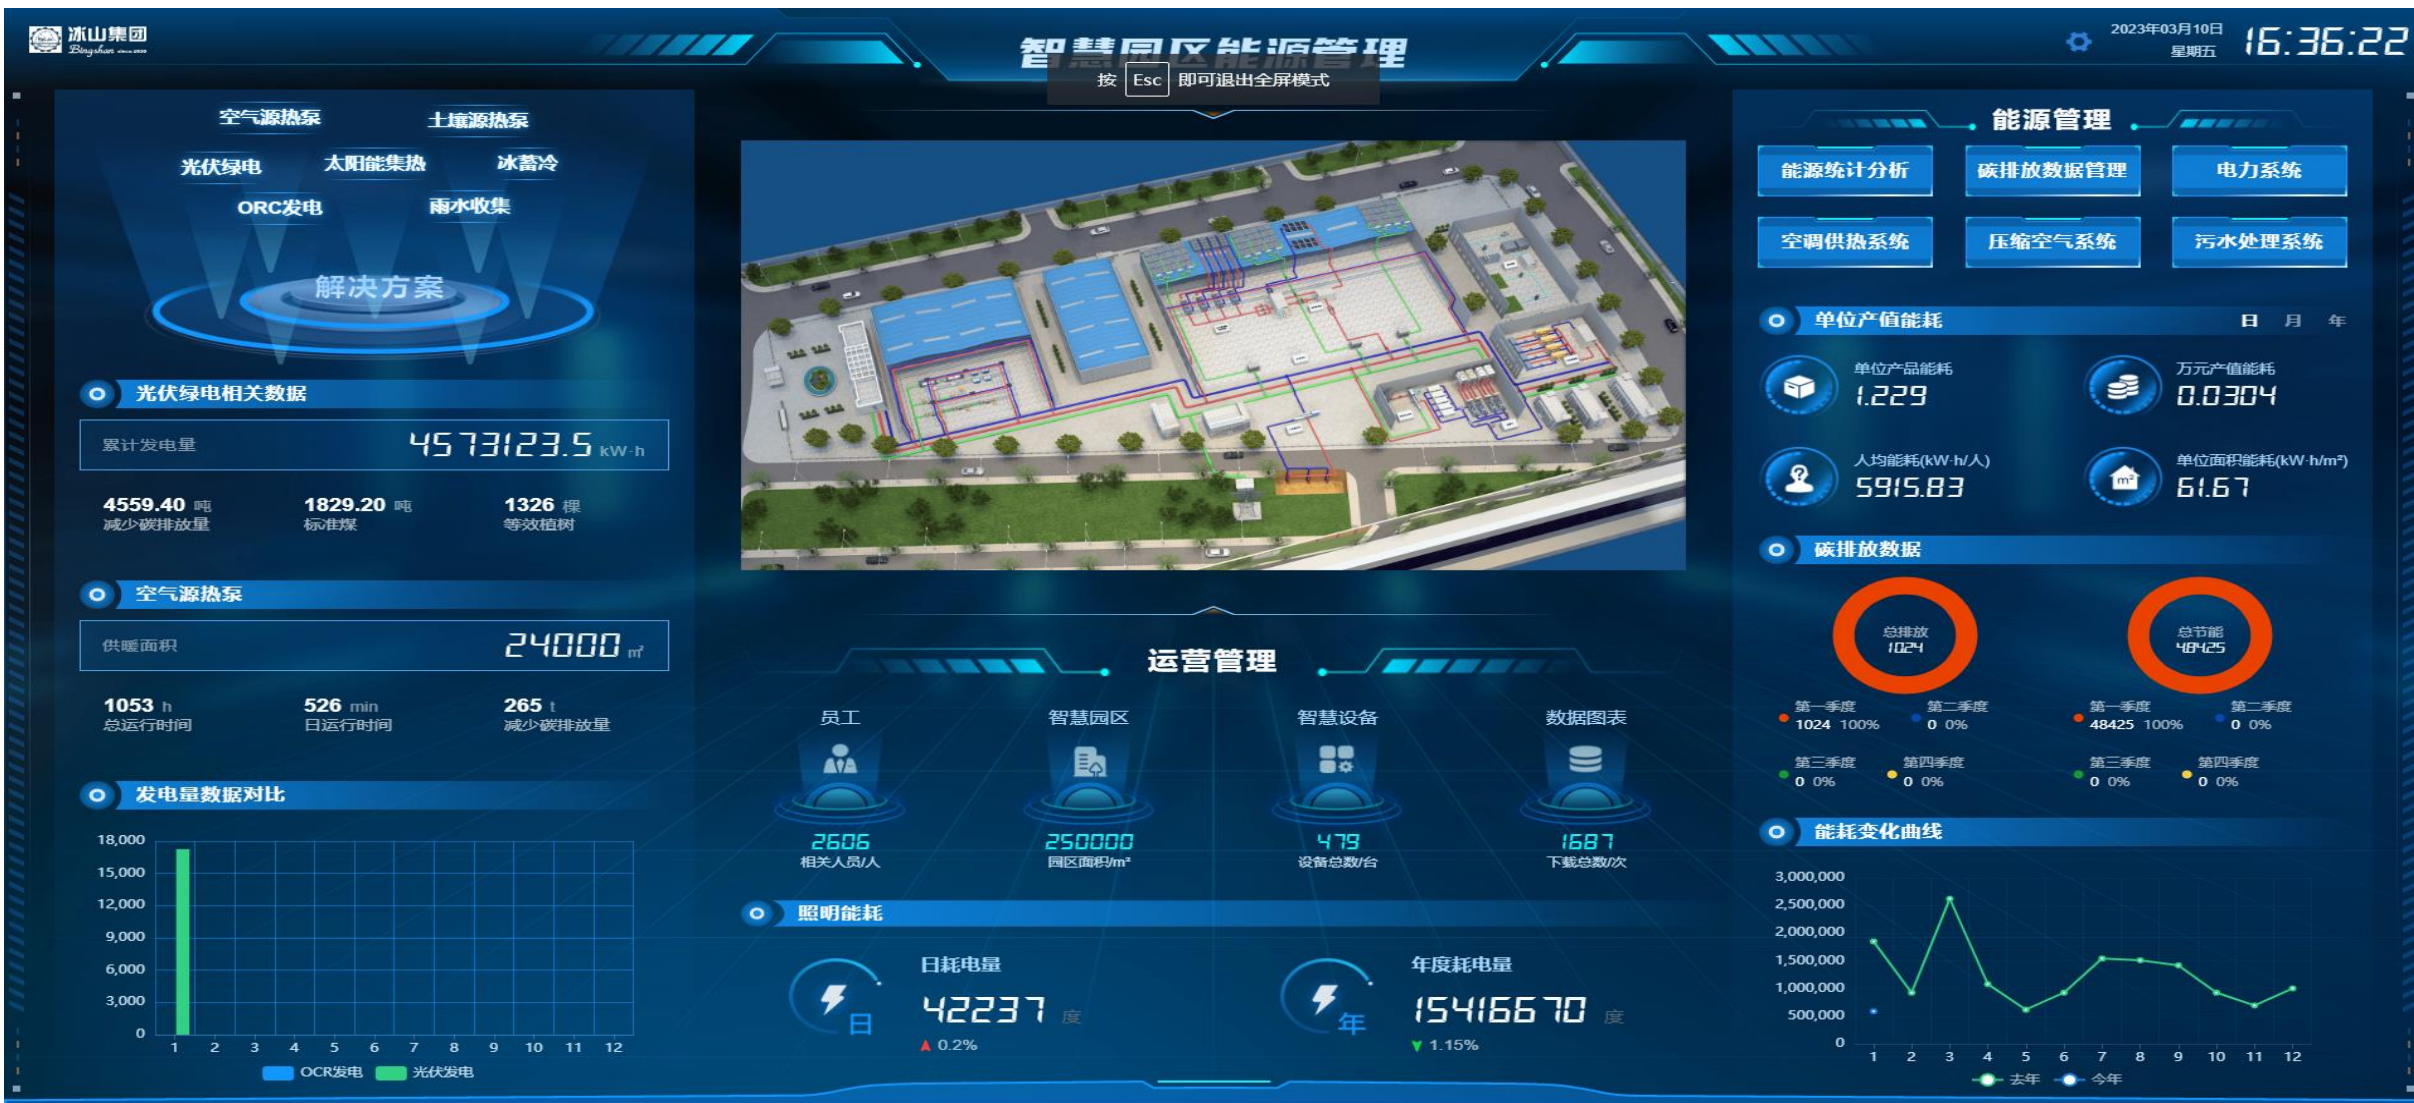 冰山集团
Bingshan
智慧园区能源管理
按 Esc 即可退出全屏模式
2023年03月10日
星期五
16:36:22
空气源热泵
土壤源热泵
光伏绿电
太阳能集热
冰蓄冷
ORC发电
雨水收集
解决方案
光伏绿电相关数据
累计发电量 4573123.5 kW·h
4559.40 吨 1829.20 吨 1326 棵
减少碳排放量 标准煤 等效植树
空气源热泵
供暖面积 24000 ㎡
1053 h 526 min 265 t
总运行时间 日运行时间 减少碳排放量
发电量数据对比
18,000
15,000
12,000
9,000
6,000
3,000
0
1 2 3 4 5 6 7 8 9 10 11 12
OCR发电 光伏发电
运营管理
员工 智慧园区 智慧设备 数据图表
2606 250000 479 1687
相关人员/人 园区面积/m² 设备总数/台 下载总数/次
照明能耗
日耗电量
42237 度
0.2%
日
年度耗电量
15416670 度
1.15%
年
能源管理
能源统计分析 碳排放数据管理 电力系统
空调供热系统 压缩空气系统 污水处理系统
单位产值能耗
日 月 年
单位产品能耗
1.229
万元产值能耗
0.0304
人均能耗(kW·h/人)
5915.83
单位面积能耗(kW·h/m²)
61.67
m²
碳排放数据
总排放
1024
总节能
48425
第一季度 第二季度
1024 100% 0 0%
第三季度 第四季度
0 0% 0 0%
第一季度 第二季度
48425 100% 0 0%
第三季度 第四季度
0 0% 0 0%
能耗变化曲线
3,000,000
2,500,000
2,000,000
1,500,000
1,000,000
500,000
0
1 2 3 4 5 6 7 8 9 10 11 12
去年 今年